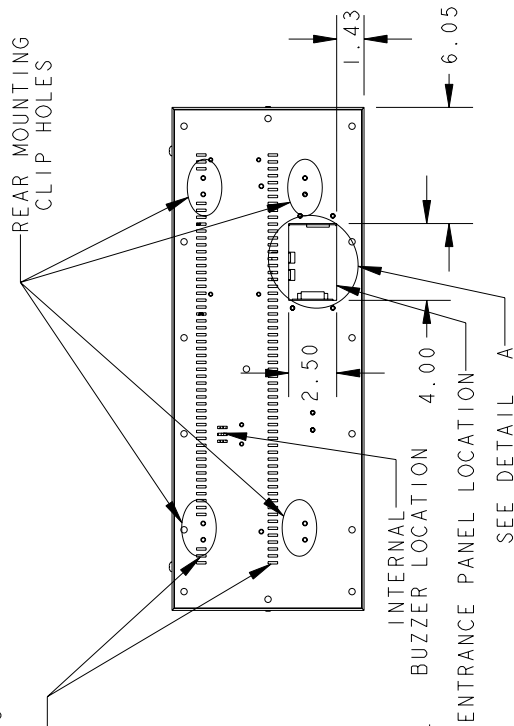 REAR MOUNTING
CLIP HOLES
1.43
6.05
2.50
4.00
INTERNAL
BUZZER LOCATION
ENTRANCE PANEL LOCATION
SEE DETAIL A